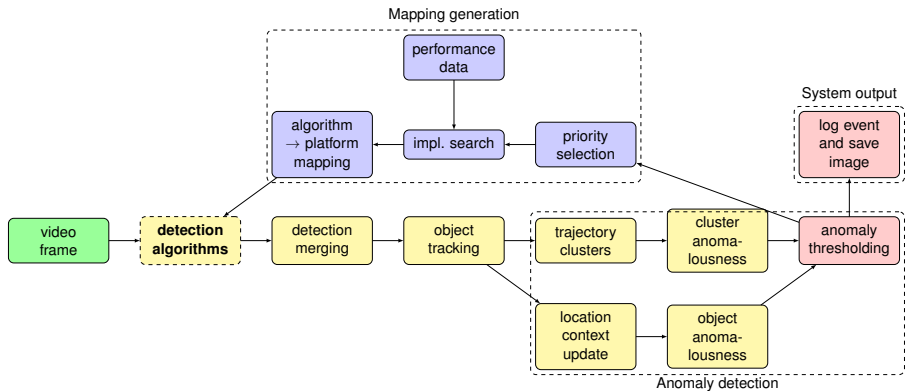 Mapping generation
performance
data
System output
algorithm
→ platform
mapping
impl. search
priority
selection
log event
and save
image
video
frame
detection
algorithms
detection
merging
object
tracking
trajectory
clusters
cluster
anoma-
lousness
anomaly
thresholding
location
context
update
object
anoma-
lousness
Anomaly detection